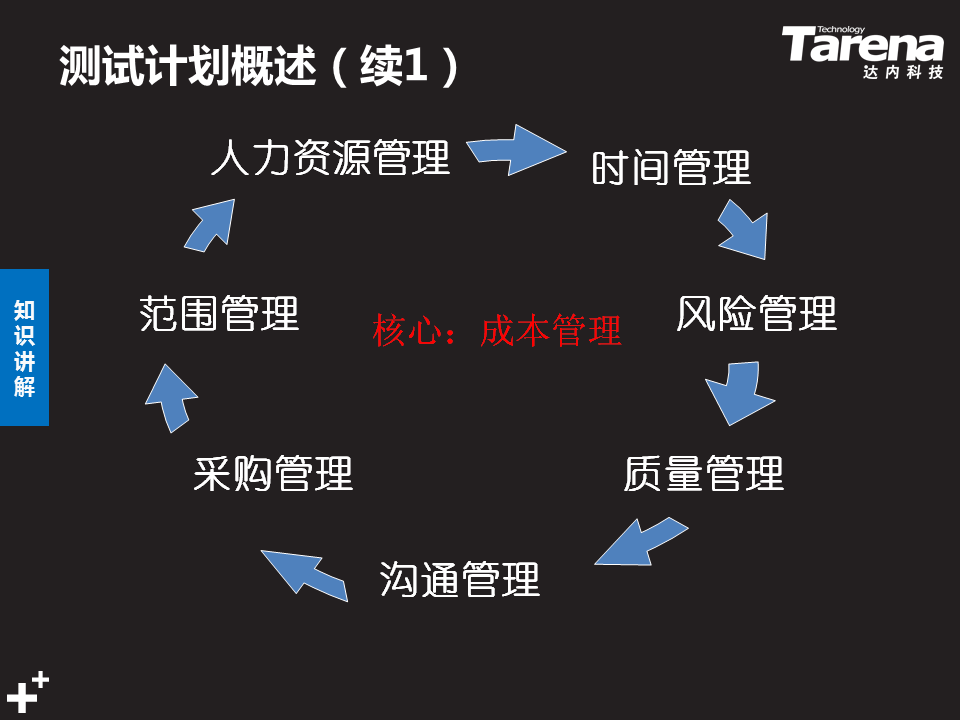 测试计划概述（续1）
Technology
Tarena
达内科技
人力资源管理
时间管理
范围管理
核心：成本管理
风险管理
知识讲解
采购管理
质量管理
沟通管理